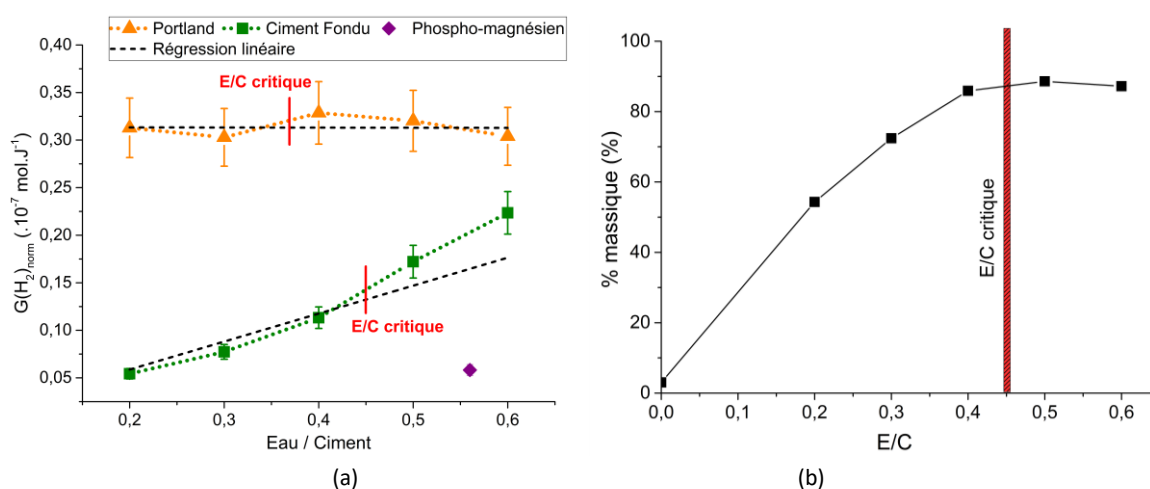 Portland Ciment Fondu Phospho-magnésien
Régression linéaire
0,40
0,35
0,30
0,25
0,20
0,15
0,10
0,05
G(H₂)norm (.10⁻⁷ mol.J⁻¹)
E/C critique
E/C critique
0,2 0,3 0,4 0,5 0,6
Eau / Ciment
(a)
100
80
60
40
20
0
% massique (%)
E/C critique
0,0 0,1 0,2 0,3 0,4 0,5 0,6
E/C
(b)